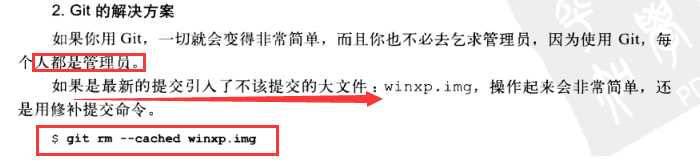 2. Git 的解决方案
如果你用 Git，一切就会变得非常简单，而且你也不必去乞求管理员，因为使用 Git，每
个人都是管理员。
如果是最新的提交引入了不该提交的大文件：winxp.img，操作起来会非常简单，还
是用修补提交命令。
$ git rm --cached winxp.img